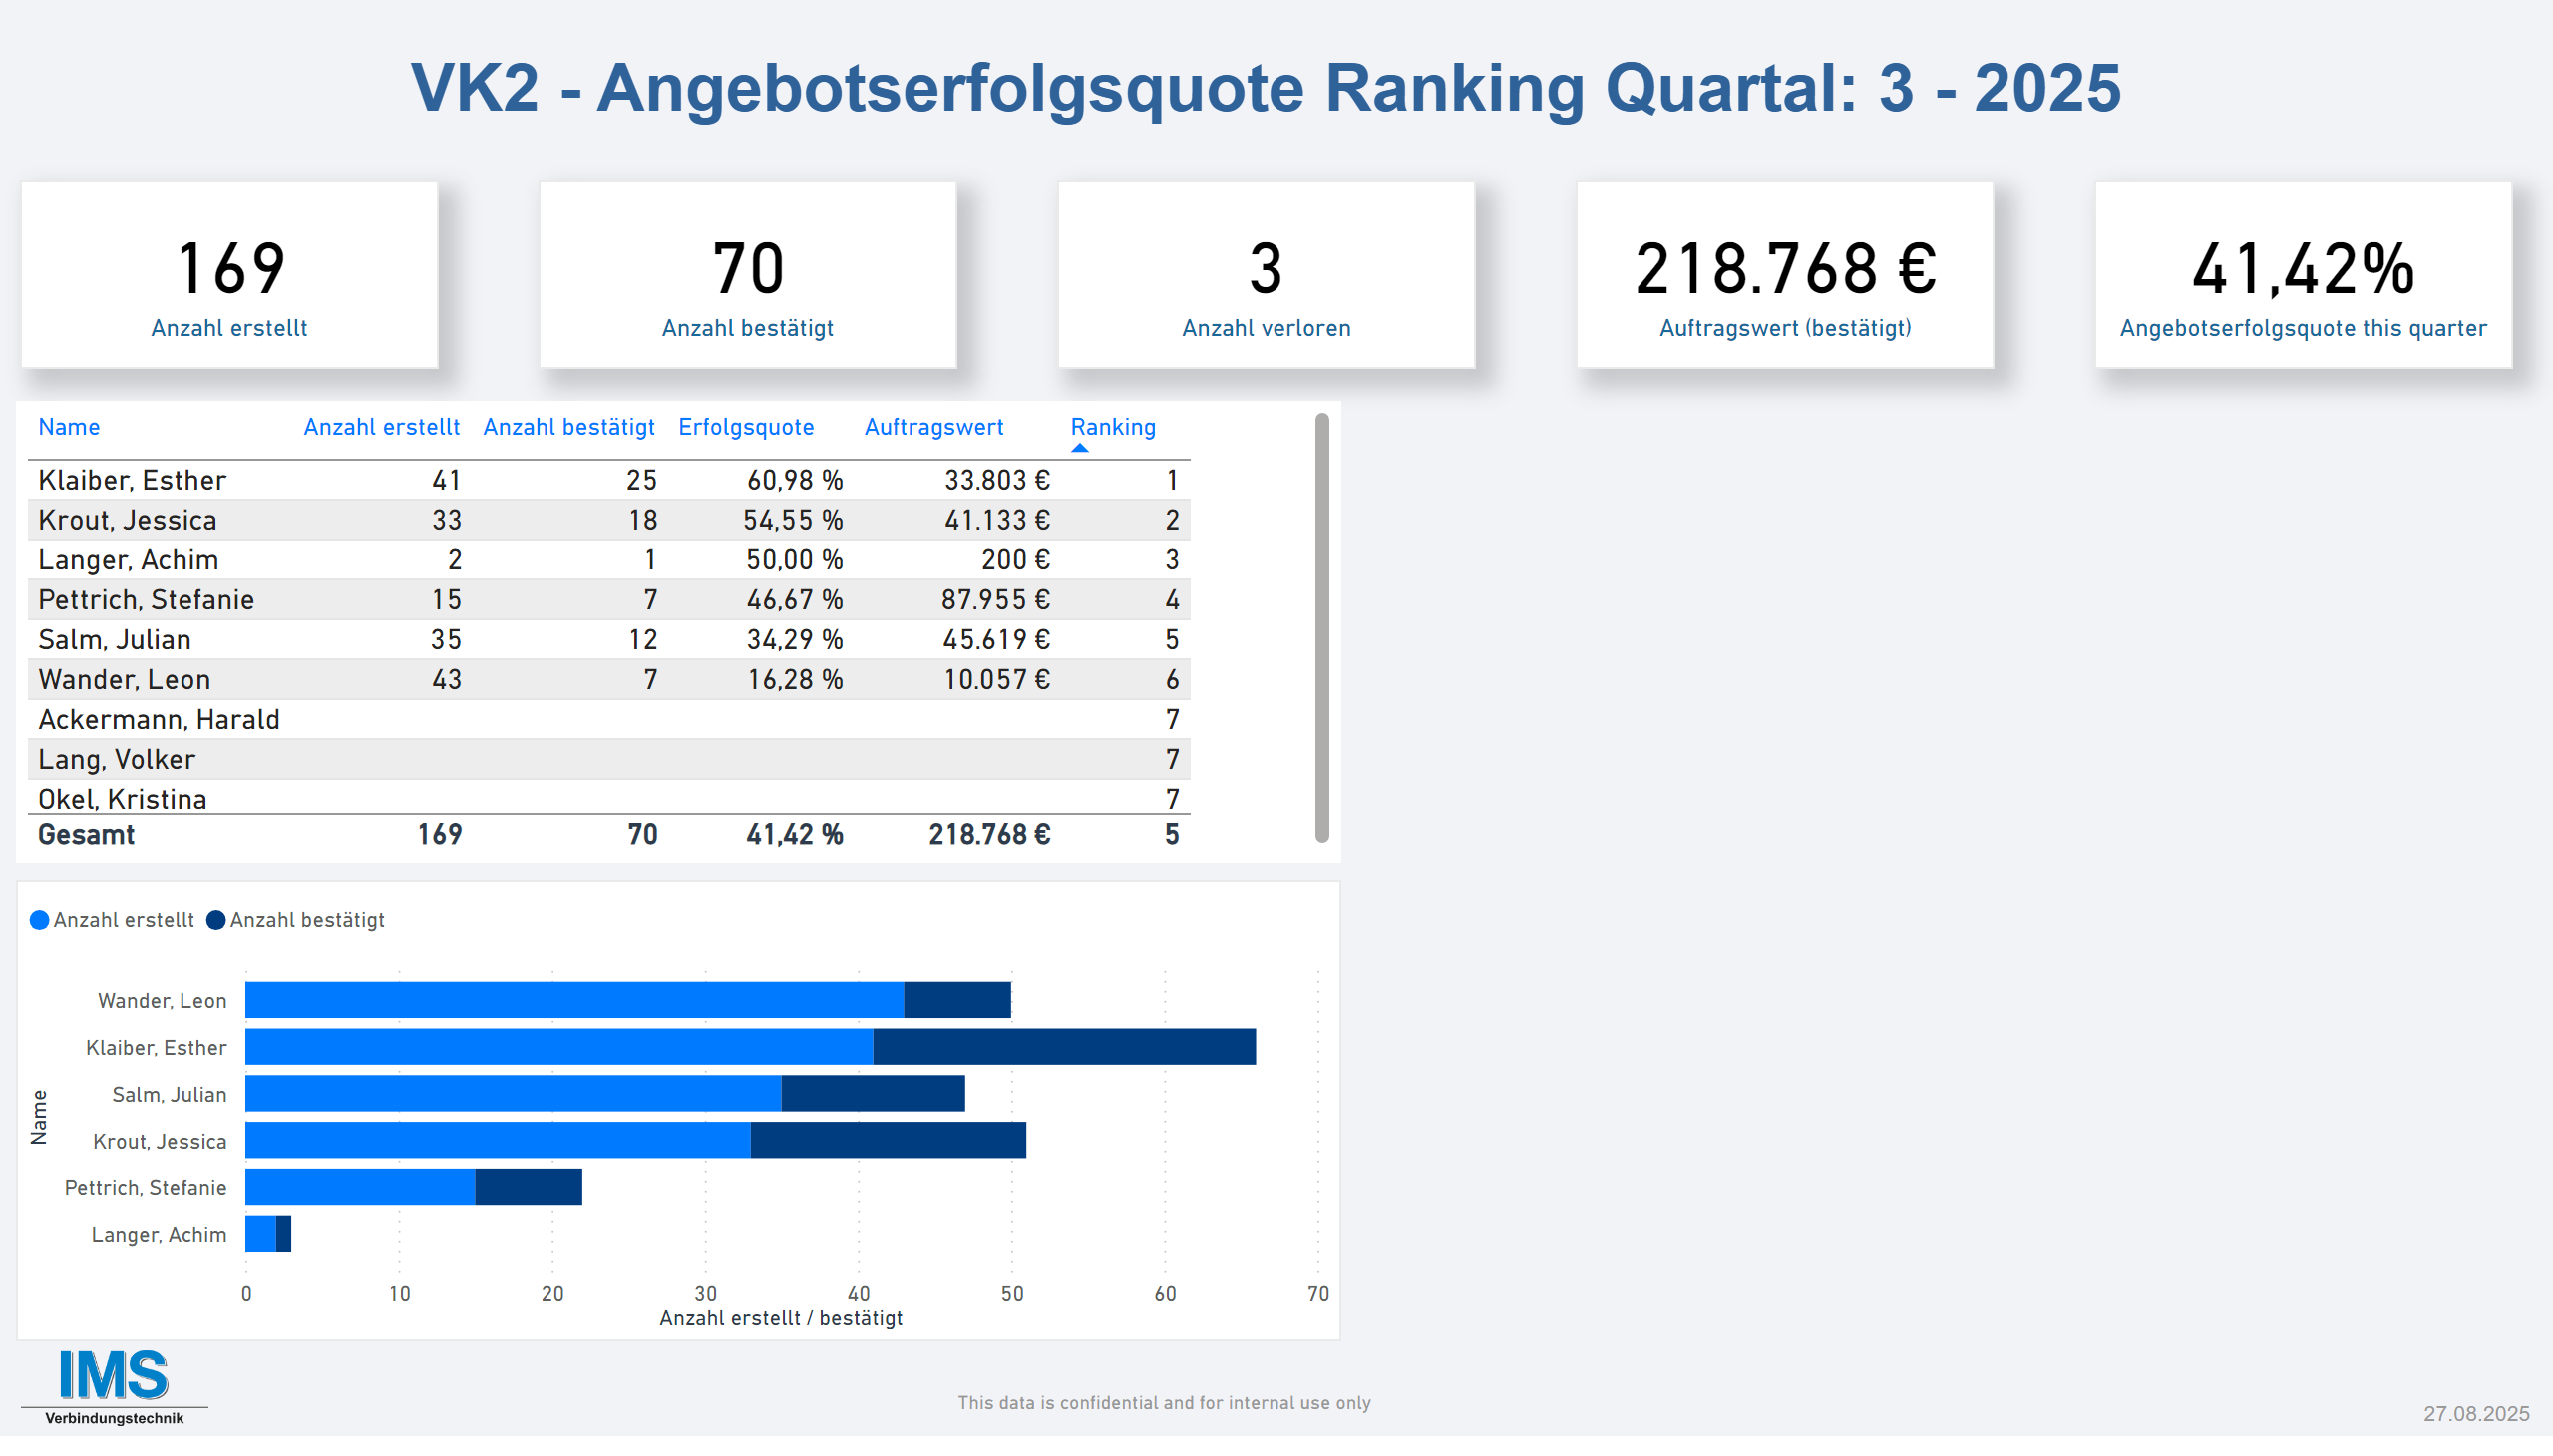 VK2 - Angebotserfolgsquote Ranking Quartal: 3 - 2025
169
Anzahl erstellt
70
Anzahl bestätigt
3
Anzahl verloren
218.768 €
Auftragswert (bestätigt)
41,42%
Angebotserfolgsquote this quarter
Name Anzahl erstellt Anzahl bestätigt Erfolgsquote Auftragswert Ranking
Klaiber, Esther 41 25 60,98 % 33.803 € 1
Krout, Jessica 33 18 54,55 % 41.133 € 2
Langer, Achim 2 1 50,00 % 200 € 3
Pettrich, Stefanie 15 7 46,67 % 87.955 € 4
Salm, Julian 35 12 34,29 % 45.619 € 5
Wander, Leon 43 7 16,28 % 10.057 € 6
Ackermann, Harald 7
Lang, Volker 7
Okel, Kristina 7
Gesamt 169 70 41,42 % 218.768 € 5
Anzahl erstellt Anzahl bestätigt
Name
Wander, Leon
Klaiber, Esther
Salm, Julian
Krout, Jessica
Pettrich, Stefanie
Langer, Achim
0 10 20 30 40 50 60 70
Anzahl erstellt / bestätigt
IMS
Verbindungstechnik
This data is confidential and for internal use only
27.08.2025